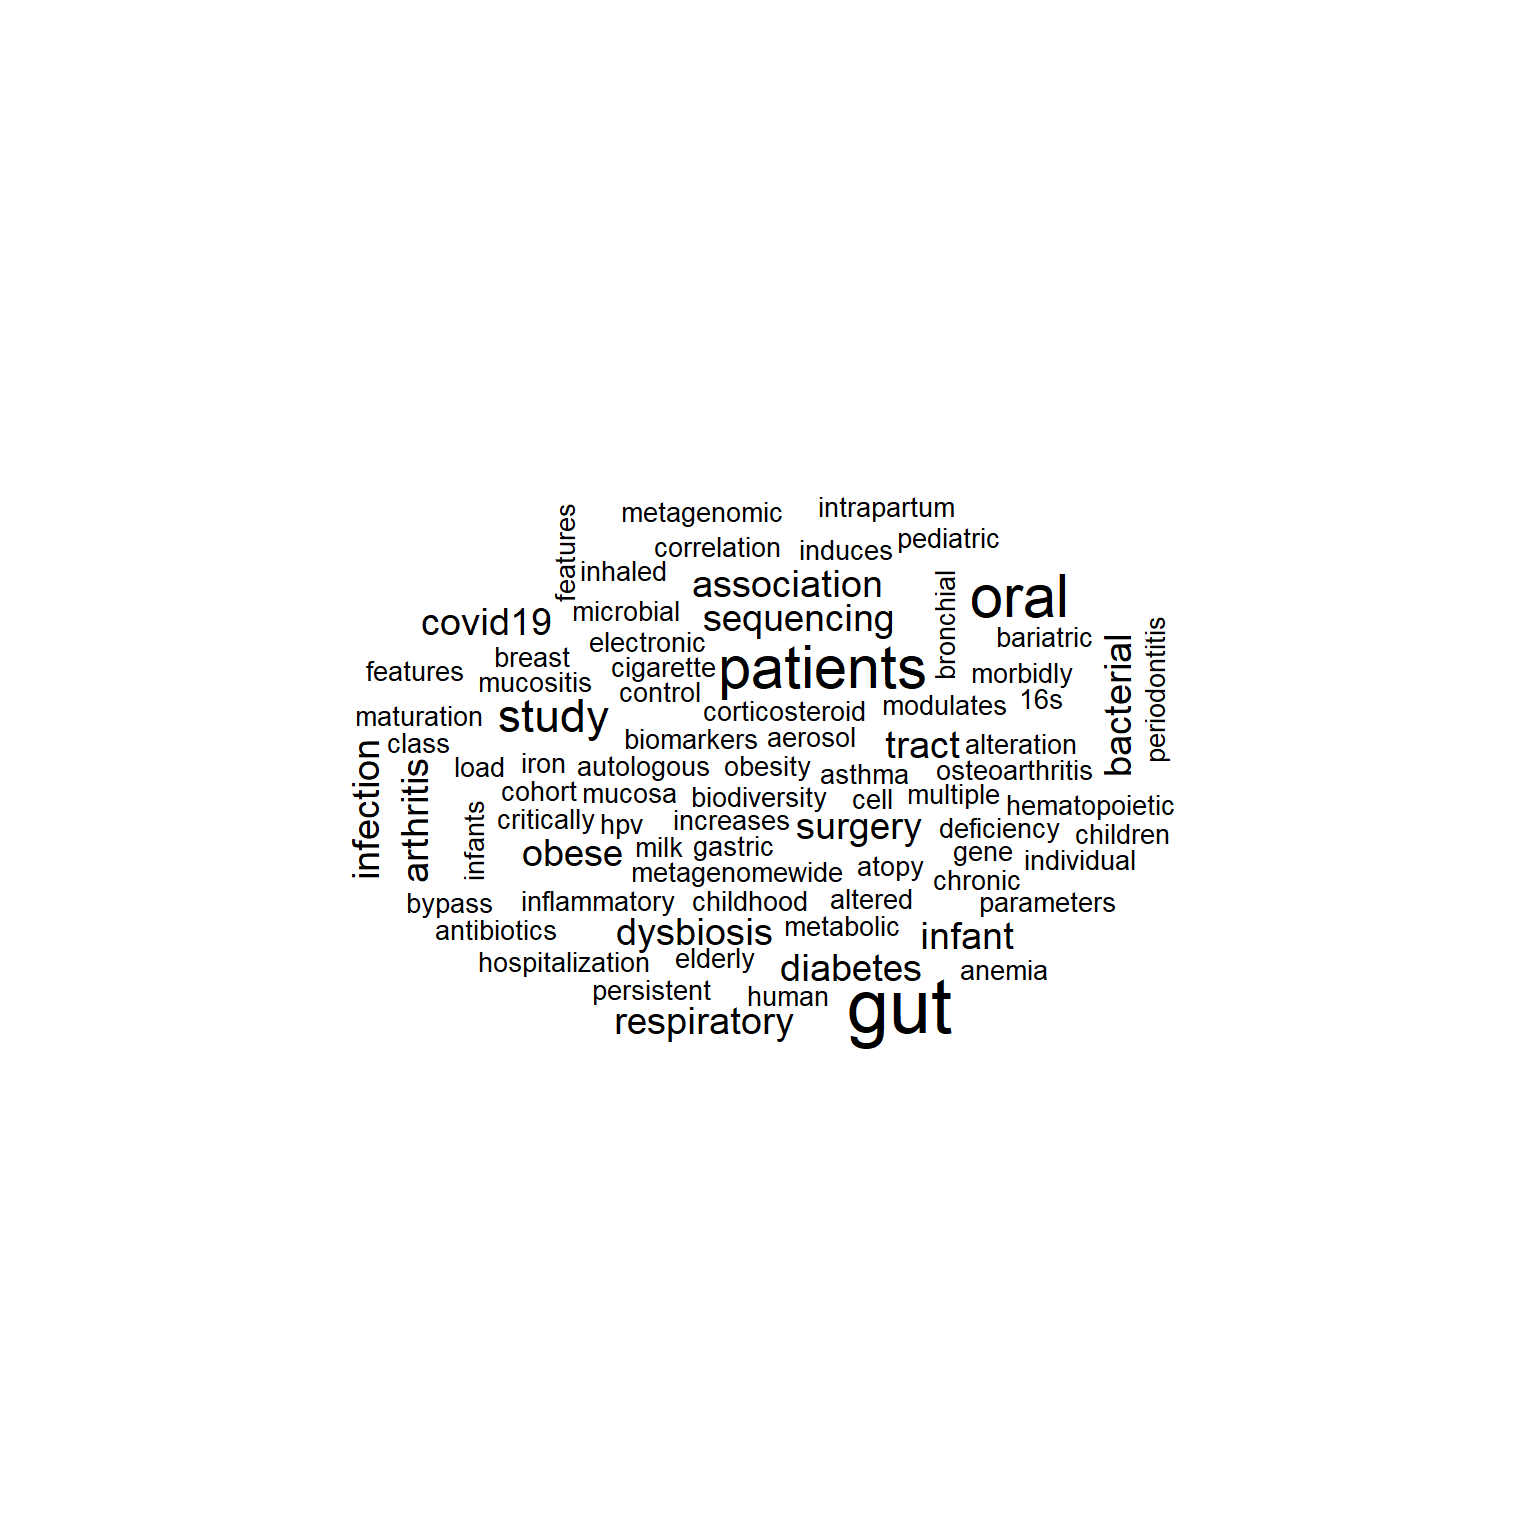 metagenomic
intrapartum
features
correlation
induces
pediatric
inhaled
association
bronchial
oral
covid19
microbial
sequencing
electronic
bariatric
bacterial
periodontitis
features
breast
cigarette
patients
morbidly
mucositis
control
maturation
study
corticosteroid
modulates
16s
class
biomarkers
aerosol
tract
alteration
infection
arthritis
load
iron
autologous
obesity
asthma
osteoarthritis
cohort
mucosa
biodiversity
cell
multiple
hematopoietic
infants
critically
hpv
increases
surgery
deficiency
children
obese
milk
gastric
gene
individual
metagenomewide
atopy
chronic
bypass
inflammatory
childhood
altered
parameters
antibiotics
dysbiosis
metabolic
infant
hospitalization
elderly
diabetes
anemia
persistent
human
gut
respiratory